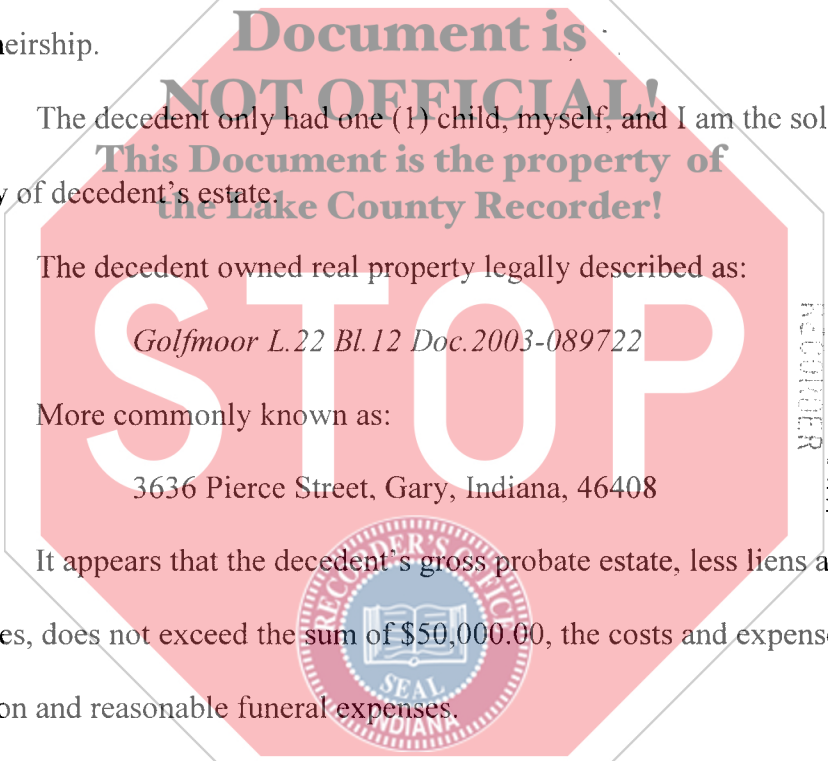 Document is
eirship.
NOT OFFICIAL!
The decedent only had one (1) child, myself, and I am the sol
This Document is the property of
y of decedent's estate.
the Lake County Recorder!
The decedent owned real property legally described as:
STOP
Golfmoor L.22 Bl.12 Doc.2003-089722
RECORDER
More commonly known as:
3636 Pierce Street, Gary, Indiana, 46408
It appears that the decedent's gross probate estate, less liens a
es, does not exceed the sum of $50,000.00, the costs and expens
on and reasonable funeral expenses.
RECORDER'S OFFICE
SEAL
INDIANA